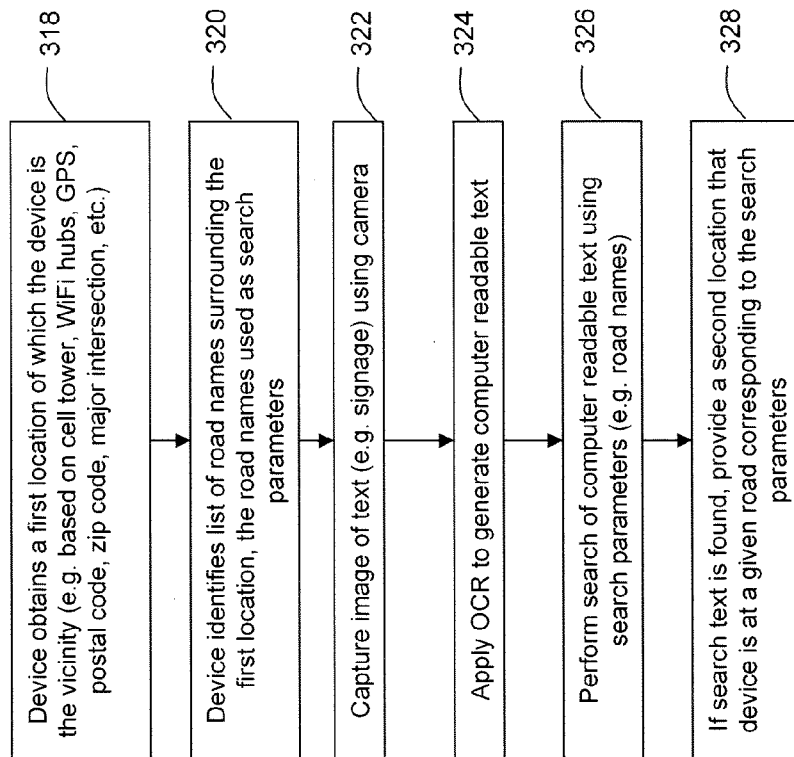 Device obtains a first location of which the device is
the vicinity (e.g. based on cell tower, WiFi hubs, GPS,
postal code, zip code, major intersection, etc.)
318
Device identifies list of road names surrounding the
first location, the road names used as search
parameters
320
Capture image of text (e.g. signage) using camera
322
Apply OCR to generate computer readable text
324
Perform search of computer readable text using
search parameters (e.g. road names)
326
If search text is found, provide a second location that
device is at a given road corresponding to the search
parameters
328